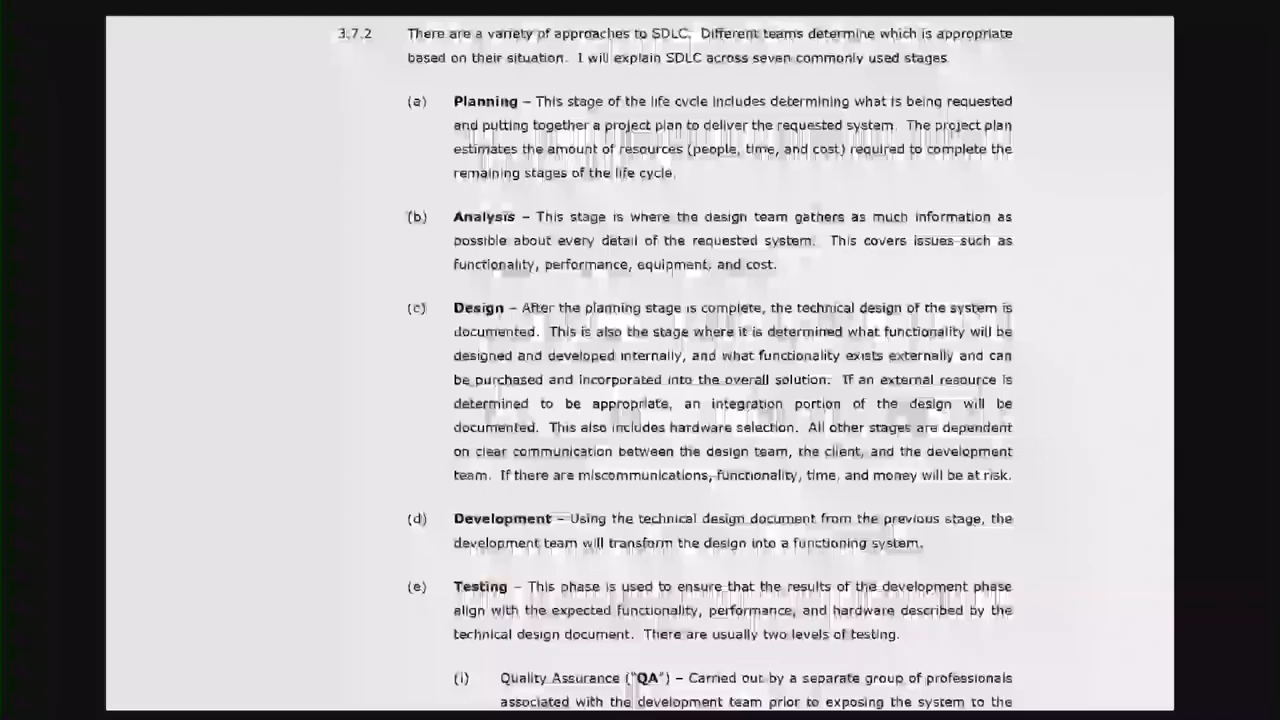 3.7.2 There are a variety of approaches to SDLC. Different teams determine which is appropriate
based on their situation. I will explain SDLC across seven commonly used stages
(a) Planning – This stage of the life cycle includes determining what is being requested
and putting together a project plan to deliver the requested system. The project plan
estimates the amount of resources (people, time, and cost) required to complete the
remaining stages of the life cycle.
(b) Analysis – This stage is where the design team gathers as much information as
possible about every detail of the requested system. This covers issues such as
functionality, performance, equipment, and cost.
(c) Design – After the planning stage is complete, the technical design of the system is
documented. This is also the stage where it is determined what functionality will be
designed and developed internally, and what functionality exists externally and can
be purchased and incorporated into the overall solution. If an external resource is
determined to be appropriate, an integration portion of the design will be
documented. This also includes hardware selection. All other stages are dependent
on clear communication between the design team, the client, and the development
team. If there are miscommunications, functionality, time, and money will be at risk.
(d) Development – Using the technical design document from the previous stage, the
development team will transform the design into a functioning system.
(e) Testing – This phase is used to ensure that the results of the development phase
align with the expected functionality, performance, and hardware described by the
technical design document. There are usually two levels of testing.
(i) Quality Assurance ("QA") – Carried out by a separate group of professionals
associated with the development team prior to exposing the system to the